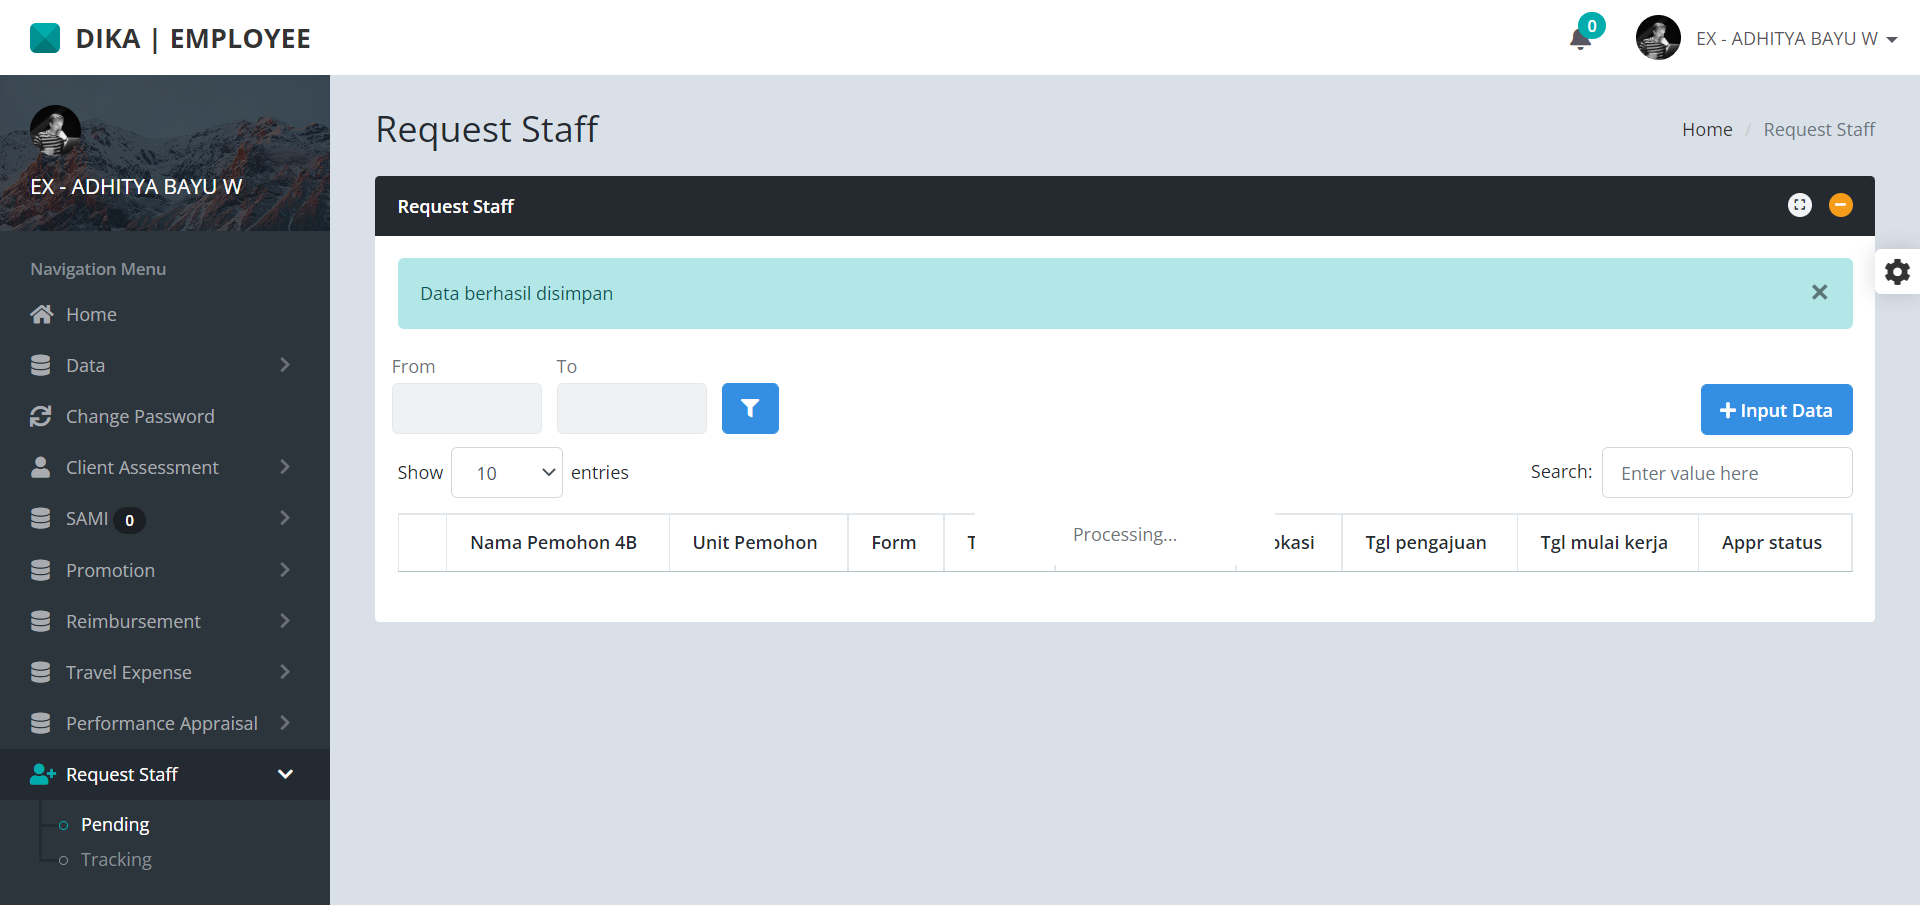 DIKA | EMPLOYEE
0
EX - ADHITYA BAYU W
EX - ADHITYA BAYU W
Navigation Menu
Home
Data
Change Password
Client Assessment
SAMI 0
Promotion
Reimbursement
Travel Expense
Performance Appraisal
Request Staff
Pending
Tracking
Request Staff
Home / Request Staff
Request Staff
Data berhasil disimpan
×
From To
+ Input Data
Show 10 entries
Search: Enter value here
Processing...
Nama Pemohon 4B Unit Pemohon Form Tgl pengajuan Tgl mulai kerja Appr status